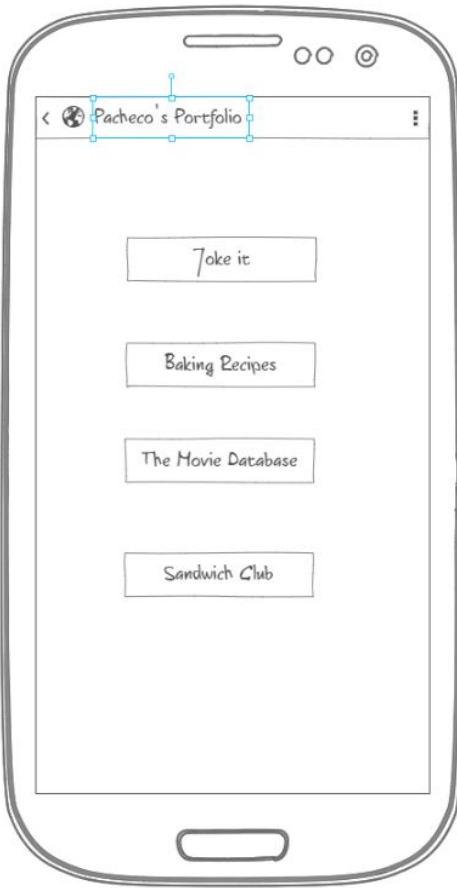 Pacheco's Portfolio
Joke it
Baking Recipes
The Movie Database
Sandwich Club